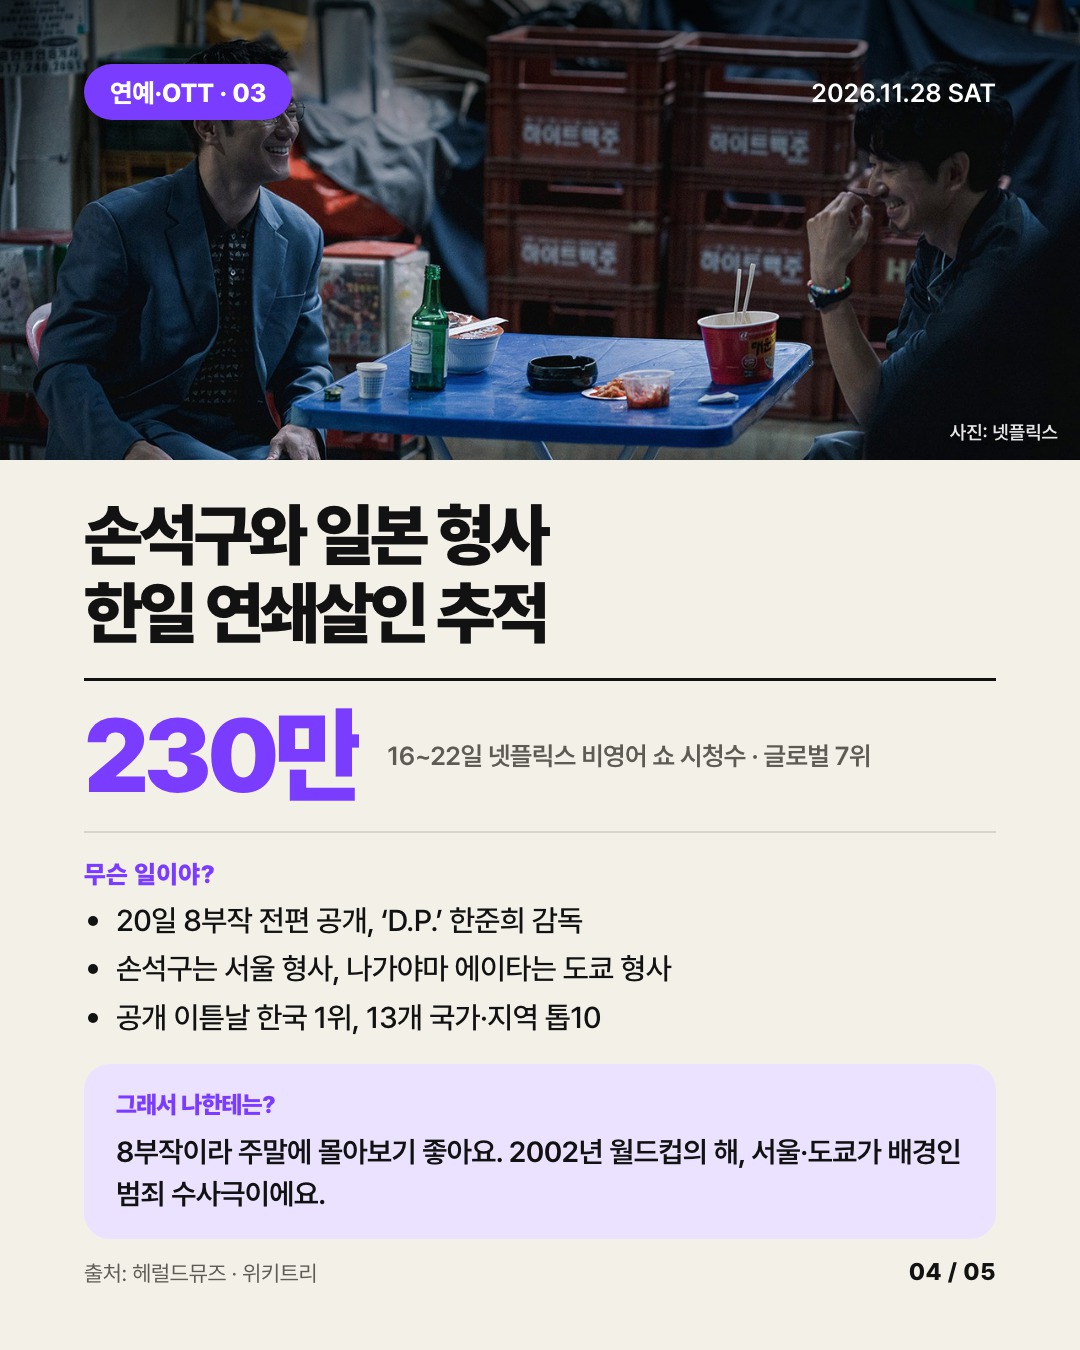 연예·OTT · 03
2026.11.28 SAT
하이트맥주
하이트맥주
하이트맥주
하이트맥주
사진: 넷플릭스
손석구와 일본 형사
한일 연쇄살인 추적
230만
16~22일 넷플릭스 비영어 쇼 시청수 · 글로벌 7위
무슨 일이야?
• 20일 8부작 전편 공개, ‘D.P.’ 한준희 감독
• 손석구는 서울 형사, 나가야마 에이타는 도쿄 형사
• 공개 이튿날 한국 1위, 13개 국가·지역 톱10
그래서 나한테는?
8부작이라 주말에 몰아보기 좋아요. 2002년 월드컵의 해, 서울·도쿄가 배경인
범죄 수사극이에요.
출처: 헤럴드뮤즈 · 위키트리
04 / 05